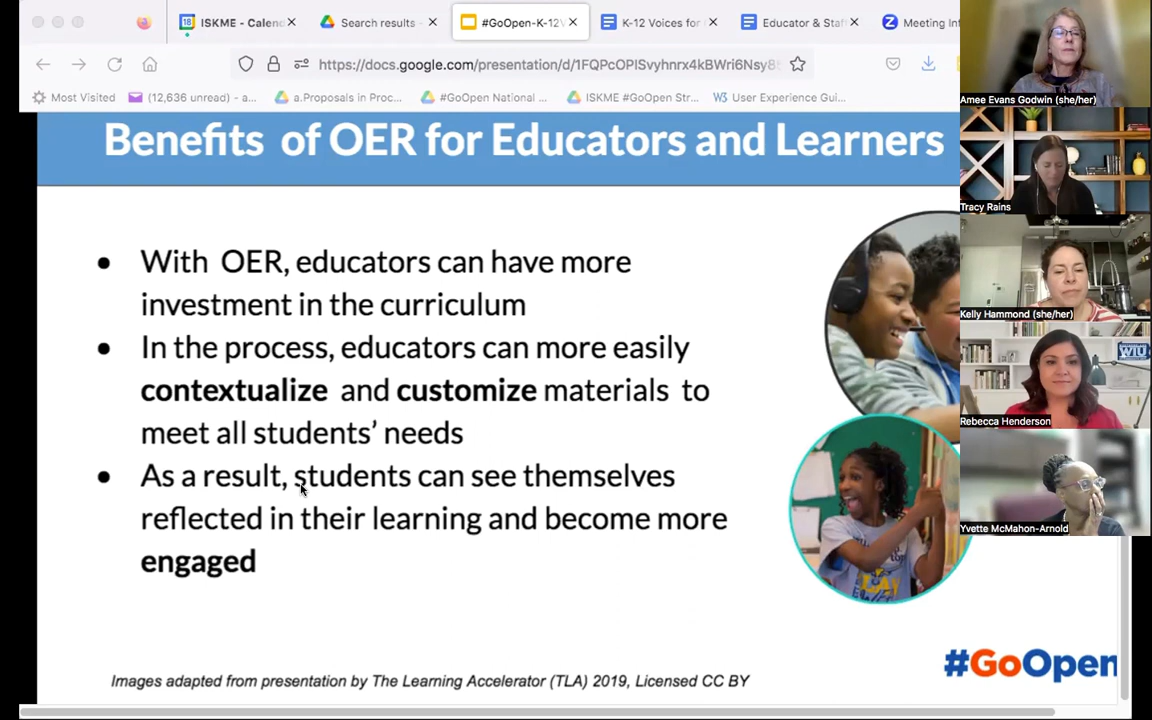 ISKME - Calend
Search results -
#GoOpen-K-12V
K-12 Voices for
Educator & Staf
Meeting Inf
https://docs.google.com/presentation/d/1FQPcOPlSvyhnrx4kBWri6Nsy8
Most Visited
(12,636 unread) - a...
a.Proposals in Proc...
#GoOpen National ...
ISKME #GoOpen Str...
User Experience Gui...
Benefits of OER for Educators and Learners
With OER, educators can have more
investment in the curriculum
In the process, educators can more easily
contextualize and customize materials to
meet all students’ needs
As a result, students can see themselves
reflected in their learning and become more
engaged
Images adapted from presentation by The Learning Accelerator (TLA) 2019, Licensed CC BY
#GoOpen
Amee Evans Godwin (she/her)
Tracy Rains
Kelly Hammond (she/her)
WIU
Rebecca Henderson
Yvette McMahon-Arnold